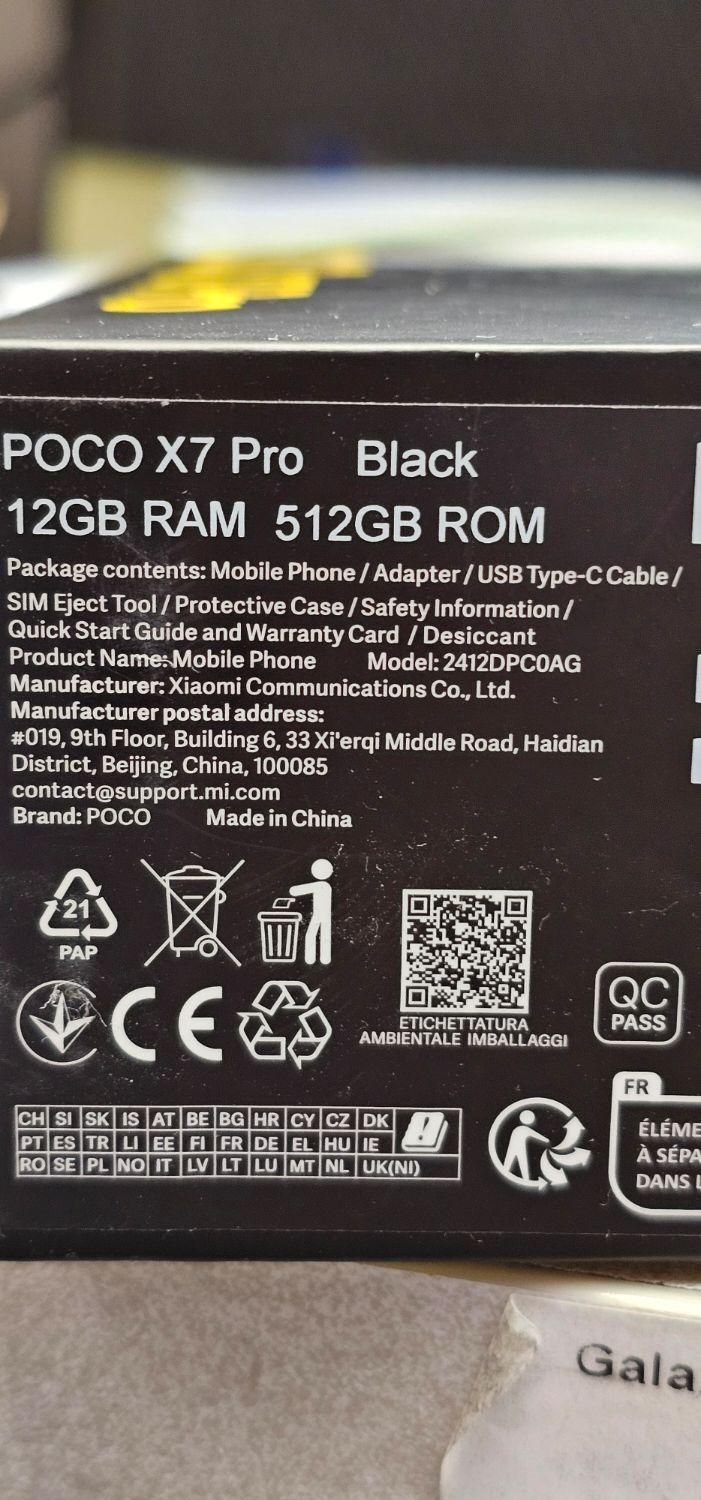 POCO X7 Pro Black
12GB RAM 512GB ROM
Package contents: Mobile Phone / Adapter / USB Type-C Cable /
SIM Eject Tool / Protective Case / Safety Information /
Quick Start Guide and Warranty Card / Desiccant
Product Name: Mobile Phone Model: 2412DPC0AG
Manufacturer: Xiaomi Communications Co., Ltd.
Manufacturer postal address:
#019, 9th Floor, Building 6, 33 Xi'erqi Middle Road, Haidian
District, Beijing, China, 100085
contact@support.mi.com
Brand: POCO Made in China
21
PAP
CE
ETICHETTATURA
AMBIENTALE IMBALLAGGI
QC
PASS
CH SI SK IS AT BE BG HR CY CZ DK
PT ES TR LI EE FI FR DE EL HU IE
RO SE PL NO IT LV LT LU MT NL UK(NI)
FR
ÉLÉME
À SÉPA
DANS L
Gala